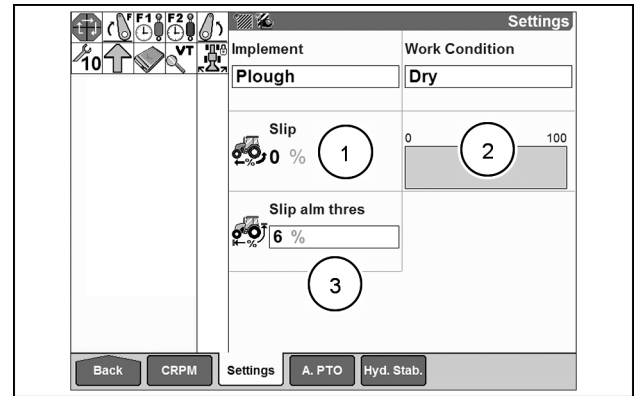 F F1 F2
Settings
10 VT
Implement
Work Condition
Plough
Dry
Slip
% 0 %
1
0 100
2
Slip alm thres
% 6 %
3
Back CRPM Settings A. PTO Hyd. Stab.